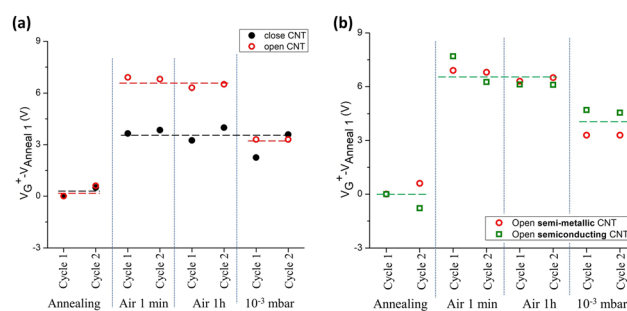 (a)
close CNT
open CNT
9
6
3
0
-3
V_G^+-V_Anneal 1 (V)
Cycle 1
Cycle 2
Cycle 1
Cycle 2
Cycle 1
Cycle 2
Cycle 1
Cycle 2
Annealing
Air 1 min
Air 1h
10^-3 mbar
(b)
9
6
3
0
-3
V_G^+-V_Anneal 1 (V)
Open semi-metallic CNT
Open semiconducting CNT
Cycle 1
Cycle 2
Cycle 1
Cycle 2
Cycle 1
Cycle 2
Cycle 1
Cycle 2
Annealing
Air 1 min
Air 1h
10^-3 mbar